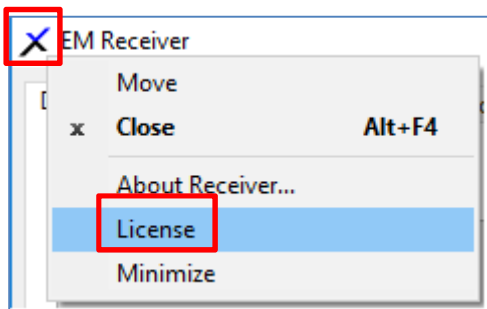 EM Receiver
Move
x Close Alt+F4
About Receiver...
License
Minimize